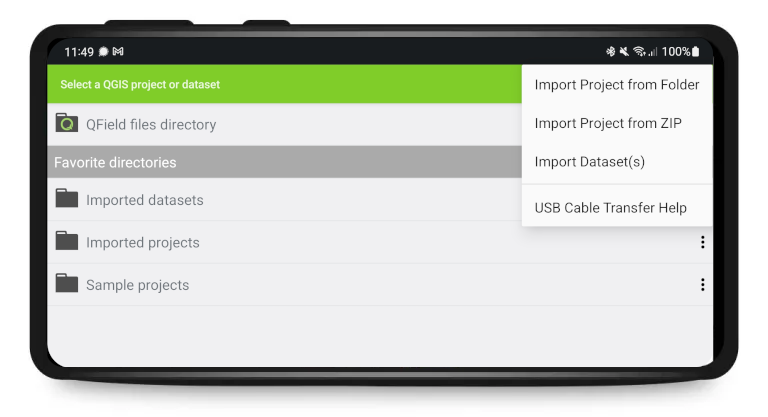 11:49
100%
Select a QGIS project or dataset
Import Project from Folder
QField files directory
Import Project from ZIP
Favorite directories
Import Dataset(s)
Imported datasets
USB Cable Transfer Help
Imported projects
Sample projects